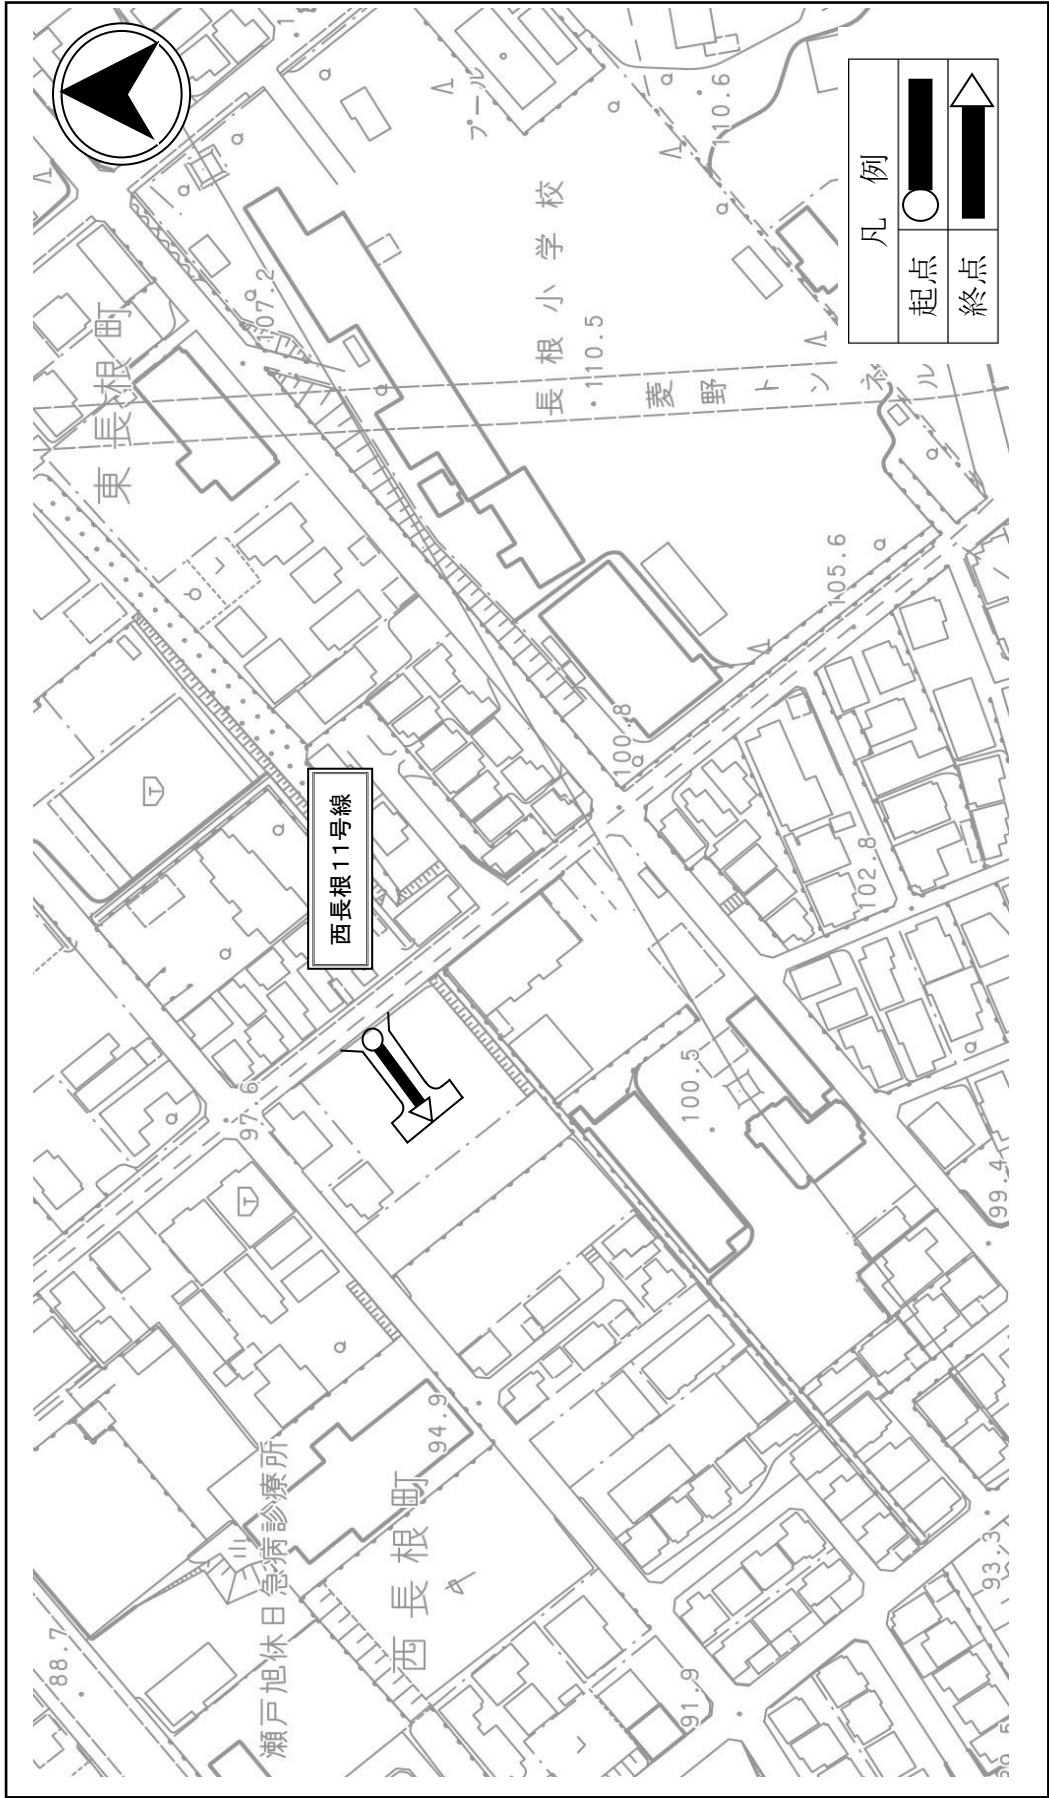 凡 例
起点
終点
東長根町
107.2
プール
110.6
長根小学校
110.5
菱野トンネル
105.6
100.8
西長根11号線
102.8
97.6
100.5
99.4
94.9
瀬戸旭休日急病診療所
西長根町
88.7
91.9
93.3